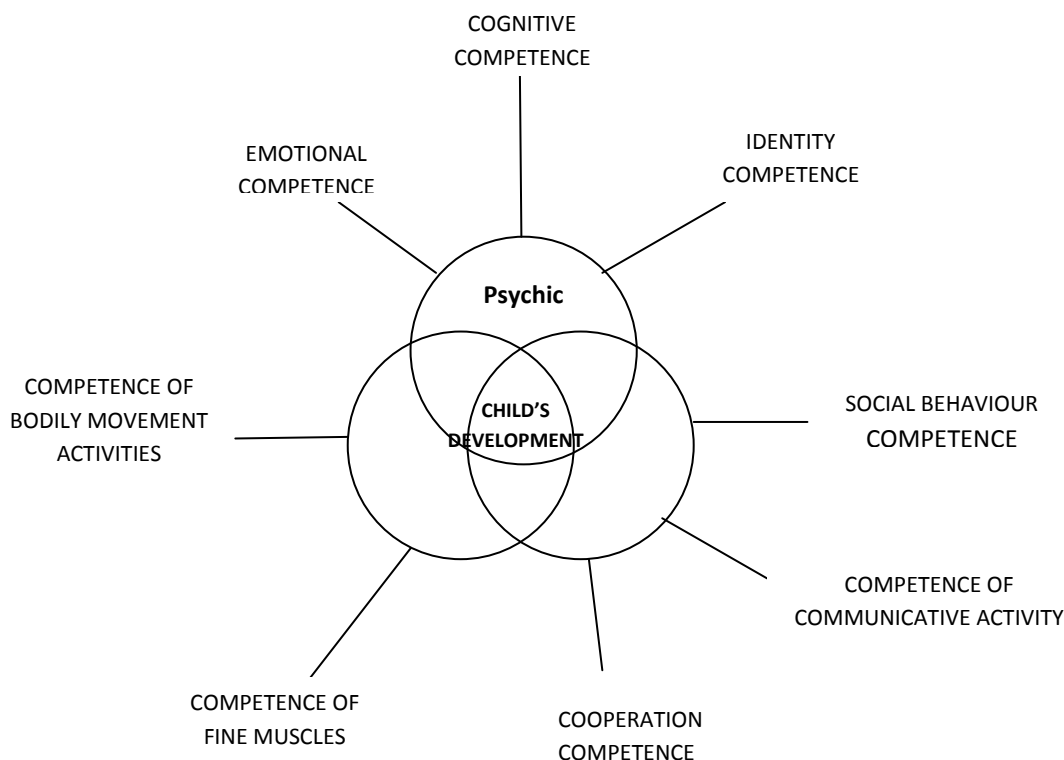 COGNITIVE
COMPETENCE
EMOTIONAL
COMPETENCE
IDENTITY
COMPETENCE
Psychic
CHILD'S
DEVELOPMENT
COMPETENCE OF
BODILY MOVEMENT
ACTIVITIES
SOCIAL BEHAVIOUR
COMPETENCE
COMPETENCE OF
COMMUNICATIVE ACTIVITY
COMPETENCE OF
FINE MUSCLES
COOPERATION
COMPETENCE